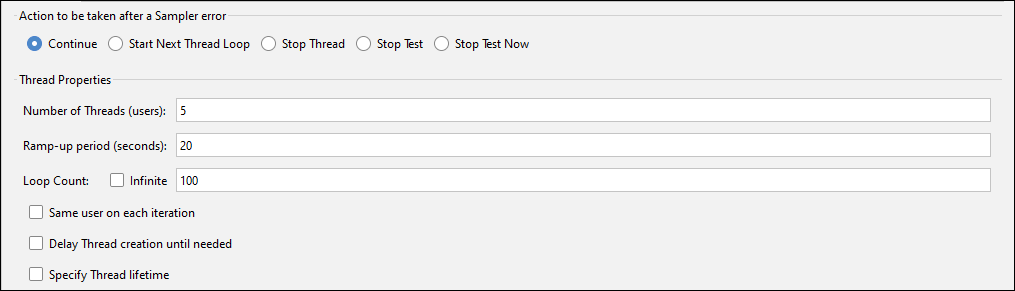 Action to be taken after a Sampler error
Continue Start Next Thread Loop Stop Thread Stop Test Stop Test Now
Thread Properties
Number of Threads (users): 5
Ramp-up period (seconds): 20
Loop Count: Infinite 100
Same user on each iteration
Delay Thread creation until needed
Specify Thread lifetime